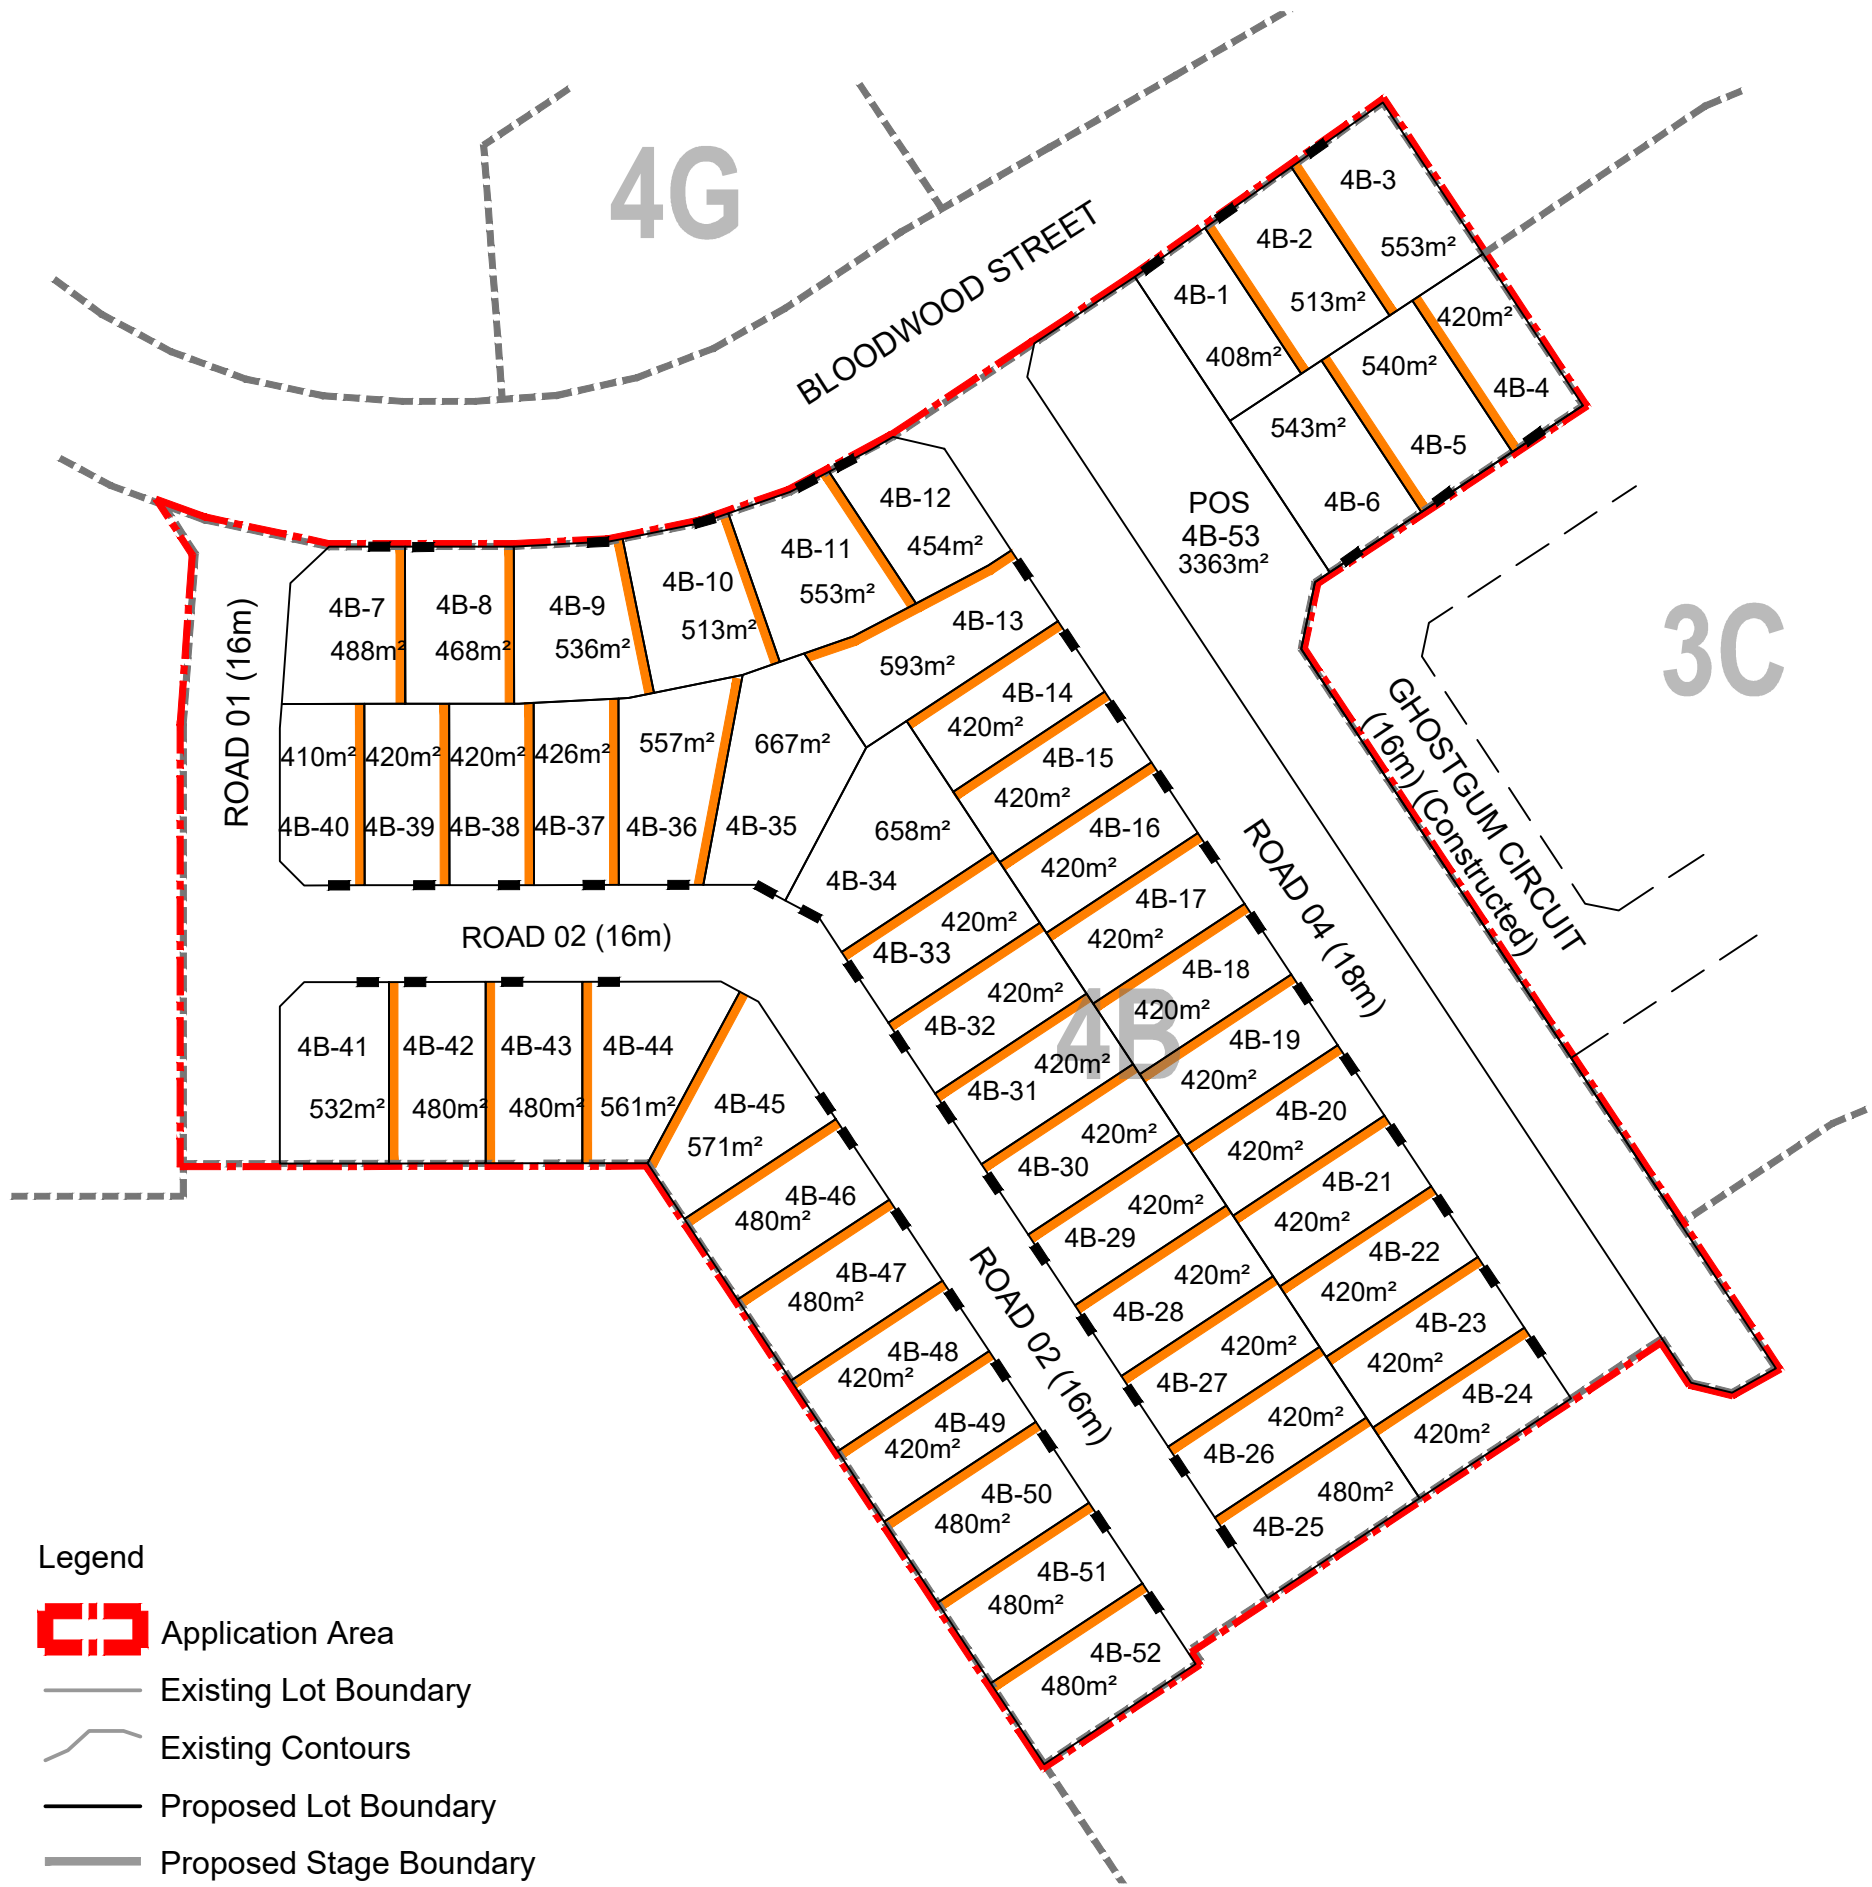 4G
BLOODWOOD STREET
4B-3
553m²
4B-2
513m²
4B-1
408m²
420m²
4B-4
540m²
4B-5
543m²
4B-6
POS
4B-53
3363m²
3C
GHOSTGUM CIRCUIT
(16m) (Constructed)
4B-12
454m²
4B-11
553m²
4B-10
513m²
4B-9
536m²
4B-8
468m²
4B-7
488m²
ROAD 01 (16m)
4B-13
593m²
4B-14
420m²
4B-15
420m²
4B-16
420m²
4B-17
420m²
4B-18
420m²
4B-19
420m²
4B-20
420m²
4B-21
420m²
4B-22
420m²
4B-23
420m²
4B-24
420m²
ROAD 04 (18m)
410m²
4B-40
420m²
4B-39
420m²
4B-38
426m²
4B-37
557m²
4B-36
667m²
4B-35
658m²
4B-34
420m²
4B-33
420m²
4B-32
4B
420m²
4B-31
420m²
4B-30
420m²
4B-29
420m²
4B-28
420m²
4B-27
420m²
4B-26
480m²
4B-25
ROAD 02 (16m)
ROAD 02 (16m)
4B-41
532m²
4B-42
480m²
4B-43
480m²
4B-44
561m²
4B-45
571m²
4B-46
480m²
4B-47
480m²
4B-48
420m²
4B-49
420m²
4B-50
480m²
4B-51
480m²
4B-52
480m²
Legend
Application Area
Existing Lot Boundary
Existing Contours
Proposed Lot Boundary
Proposed Stage Boundary